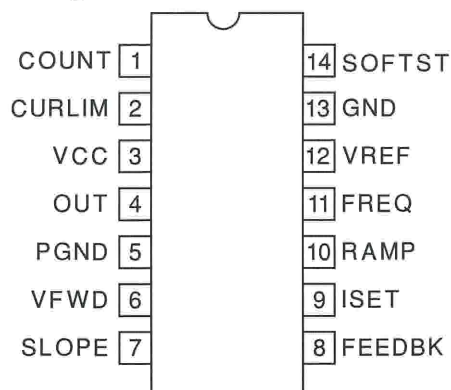 COUNT 1 14 SOFTST
CURLIM 2 13 GND
VCC 3 12 VREF
OUT 4 11 FREQ
PGND 5 10 RAMP
VFWD 6 9 ISET
SLOPE 7 8 FEEDBK